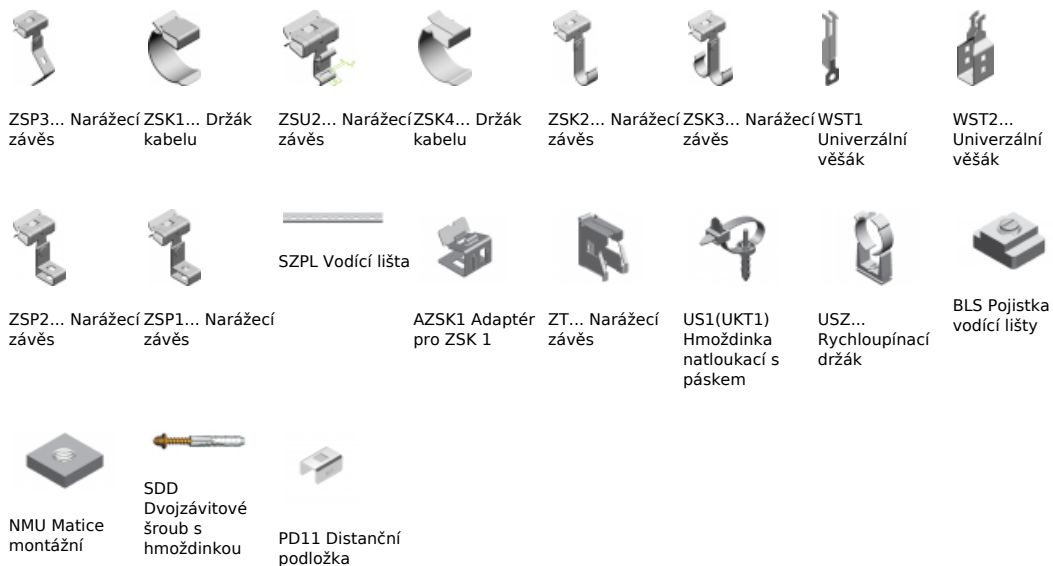 ZSP3... Narážecí závěs
ZSK1... Držák kabelu
ZSU2... Narážecí závěs
ZSK4... Držák kabelu
ZSK2... Narážecí závěs
ZSK3... Narážecí závěs
WST1 Univerzální věšák
WST2... Univerzální věšák
ZSP2... Narážecí závěs
ZSP1... Narážecí závěs
SZPL Vodící lišta
AZSK1 Adaptér pro ZSK 1
ZT... Narážecí závěs
US1(UKT1) Hmoždinka natloukací s páskem
USZ... Rychloupínací držák
BLS Pojistka vodící lišty
NMU Matice montážní
SDD Dvojzávitové šroub s hmoždinkou
PD11 Distanční podložka